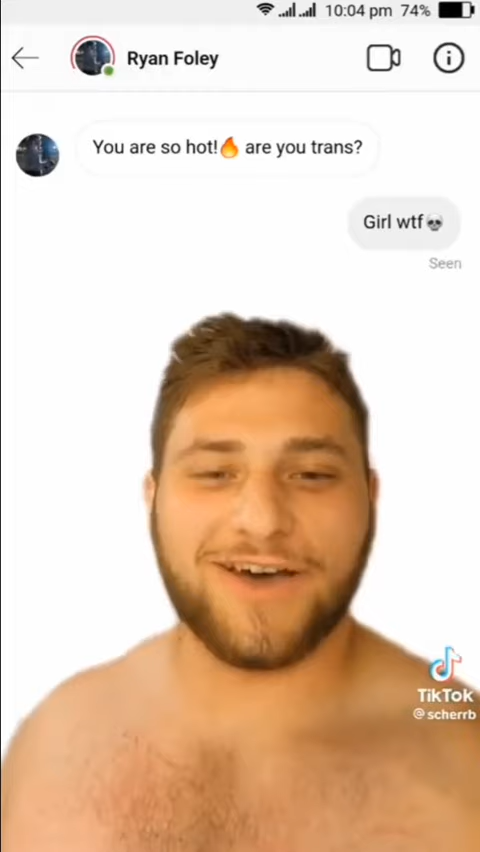 10:04 pm 74%
Ryan Foley
You are so hot!🔥 are you trans?
Girl wtf💀
Seen
TikTok
@scherrb